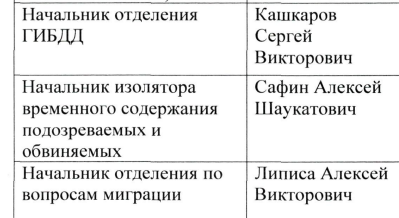 Начальник отделения Кашкаров
ГИБДД Сергей
Викторович
Начальник изолятора Сафин Алексей
временного содержания Шаукатович
подозреваемых и
обвиняемых
Начальник отделения по Липиса Алексей
вопросам миграции Викторович